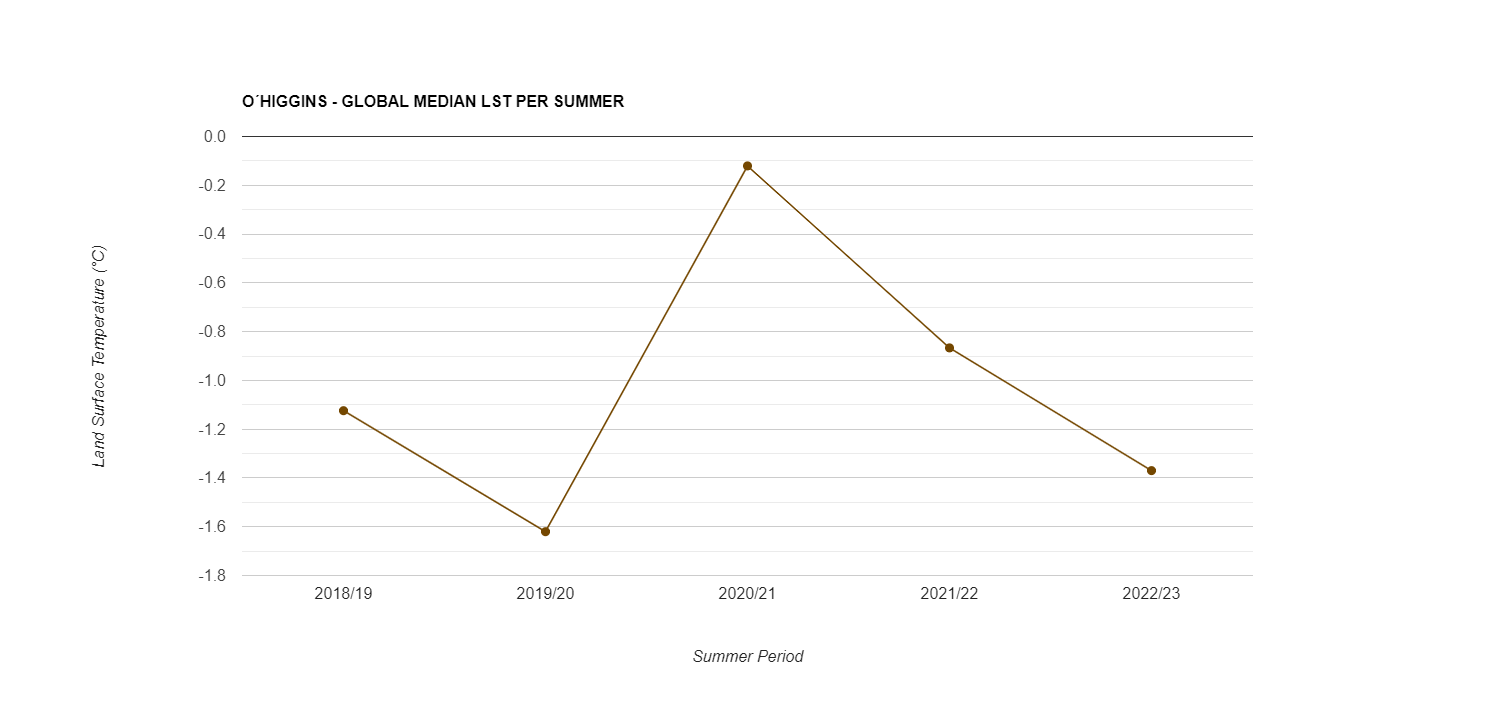 O´HIGGINS - GLOBAL MEDIAN LST PER SUMMER
0.0
-0.2
-0.4
-0.6
-0.8
-1.0
-1.2
-1.4
-1.6
-1.8
Land Surface Temperature (°C)
2018/19 2019/20 2020/21 2021/22 2022/23
Summer Period